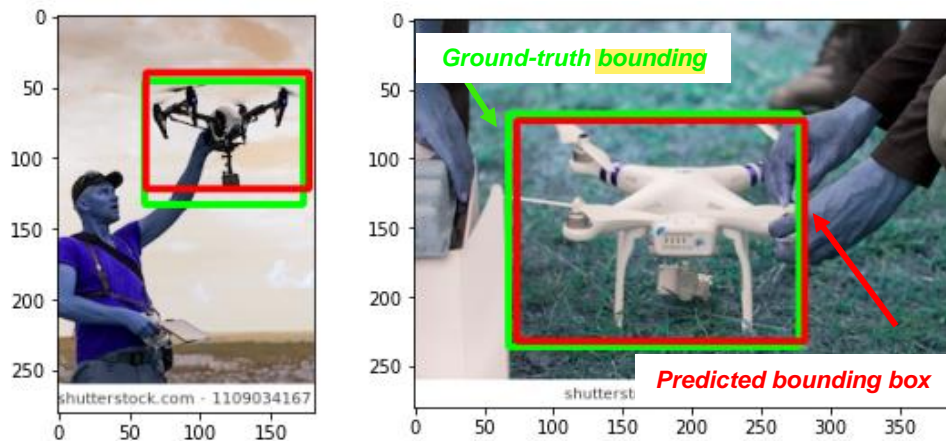 0
50
100
150
200
250
0 50 100 150
shutterstock.com · 1109034167
0
50
100
150
200
250
0 50 100 150 200 250 300 350
Ground-truth bounding
Predicted bounding box
shutterst